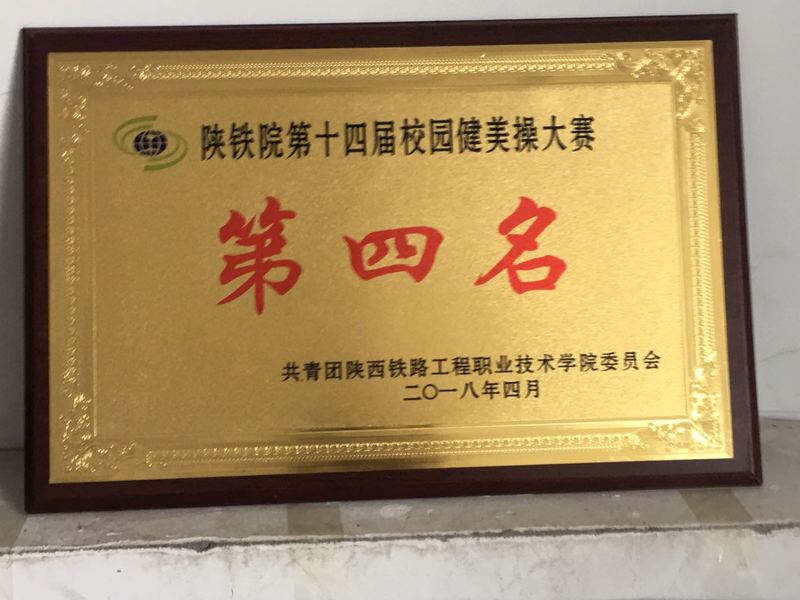 陕铁院第十四届校园健美操大赛
第四名
共青团陕西铁路工程职业技术学院委员会
二〇一八年四月